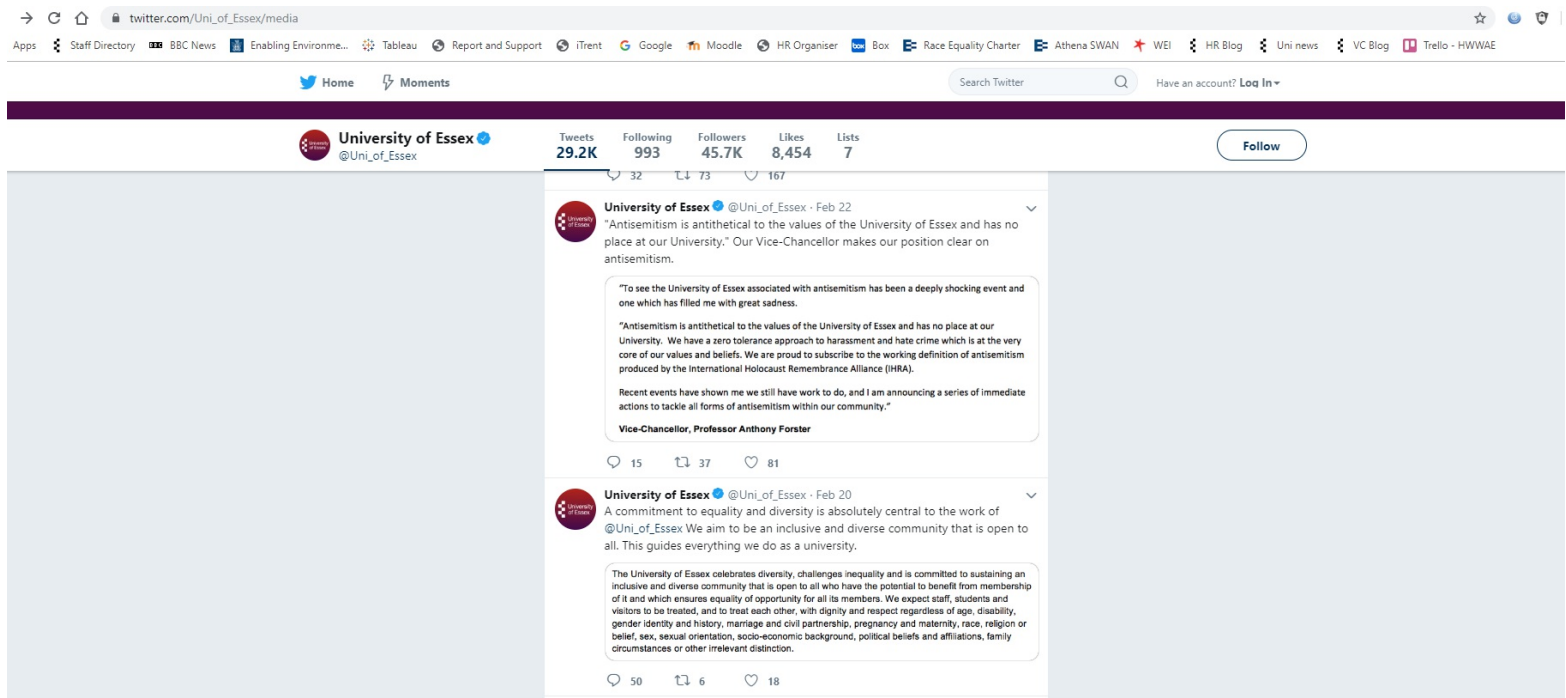 twitter.com/Uni_of_Essex/media
Apps Staff Directory BBC BBC News Enabling Environme... Tableau Report and Support iTrent Google Moodle HR Organiser box Box Race Equality Charter Athena SWAN WEI HR Blog Uni news VC Blog Trello - HWWAE
Home Moments Search Twitter Have an account? Log In
University of Essex Tweets Following Followers Likes Lists
@Uni_of_Essex 29.2K 993 45.7K 8,454 7 Follow
32 73 167
University of Essex @Uni_of_Essex · Feb 22
"Antisemitism is antithetical to the values of the University of Essex and has no
place at our University." Our Vice-Chancellor makes our position clear on
antisemitism.
"To see the University of Essex associated with antisemitism has been a deeply shocking event and
one which has filled me with great sadness.
"Antisemitism is antithetical to the values of the University of Essex and has no place at our
University. We have a zero tolerance approach to harassment and hate crime which is at the very
core of our values and beliefs. We are proud to subscribe to the working definition of antisemitism
produced by the International Holocaust Remembrance Alliance (IHRA).
Recent events have shown me we still have work to do, and I am announcing a series of immediate
actions to tackle all forms of antisemitism within our community."
Vice-Chancellor, Professor Anthony Forster
15 37 81
University of Essex @Uni_of_Essex · Feb 20
A commitment to equality and diversity is absolutely central to the work of
@Uni_of_Essex We aim to be an inclusive and diverse community that is open to
all. This guides everything we do as a university.
The University of Essex celebrates diversity, challenges inequality and is committed to sustaining an
inclusive and diverse community that is open to all who have the potential to benefit from membership
of it and which ensures equality of opportunity for all its members. We expect staff, students and
visitors to be treated, and to treat each other, with dignity and respect regardless of age, disability,
gender identity and history, marriage and civil partnership, pregnancy and maternity, race, religion or
belief, sex, sexual orientation, socio-economic background, political beliefs and affiliations, family
circumstances or other irrelevant distinction.
50 6 18